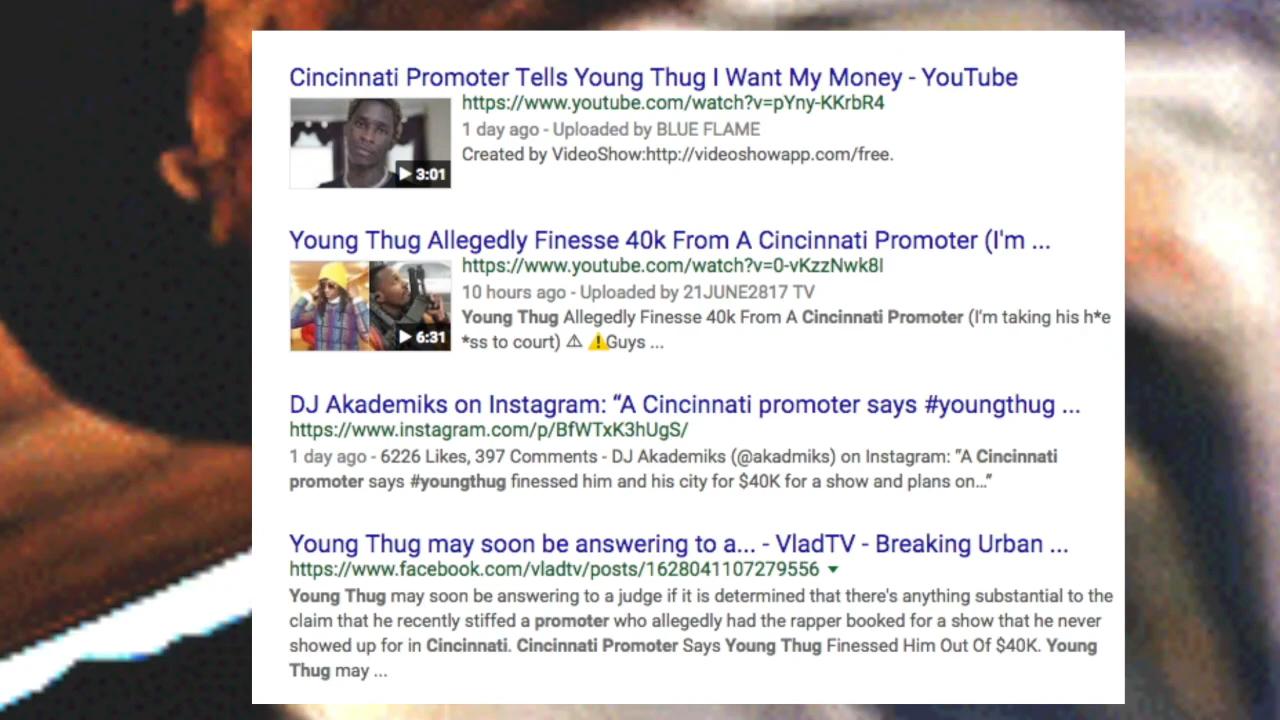 Cincinnati Promoter Tells Young Thug I Want My Money - YouTube
https://www.youtube.com/watch?v=pYny-KKrbR4
1 day ago - Uploaded by BLUE FLAME
Created by VideoShow:http://videoshowapp.com/free.
3:01
Young Thug Allegedly Finesse 40k From A Cincinnati Promoter (I'm ...
https://www.youtube.com/watch?v=0-vKzzNwk8I
10 hours ago - Uploaded by 21JUNE2817 TV
Young Thug Allegedly Finesse 40k From A Cincinnati Promoter (I'm taking his h*e
*ss to court) ⚠ ⚠️Guys ...
6:31
DJ Akademiks on Instagram: “A Cincinnati promoter says #youngthug ...
https://www.instagram.com/p/BfWTxK3hUgS/
1 day ago - 6226 Likes, 397 Comments - DJ Akademiks (@akadmiks) on Instagram: “A Cincinnati
promoter says #youngthug finessed him and his city for $40K for a show and plans on…”
Young Thug may soon be answering to a... - VladTV - Breaking Urban ...
https://www.facebook.com/vladtv/posts/1628041107279556
Young Thug may soon be answering to a judge if it is determined that there's anything substantial to the
claim that he recently stiffed a promoter who allegedly had the rapper booked for a show that he never
showed up for in Cincinnati. Cincinnati Promoter Says Young Thug Finessed Him Out Of $40K. Young
Thug may ...